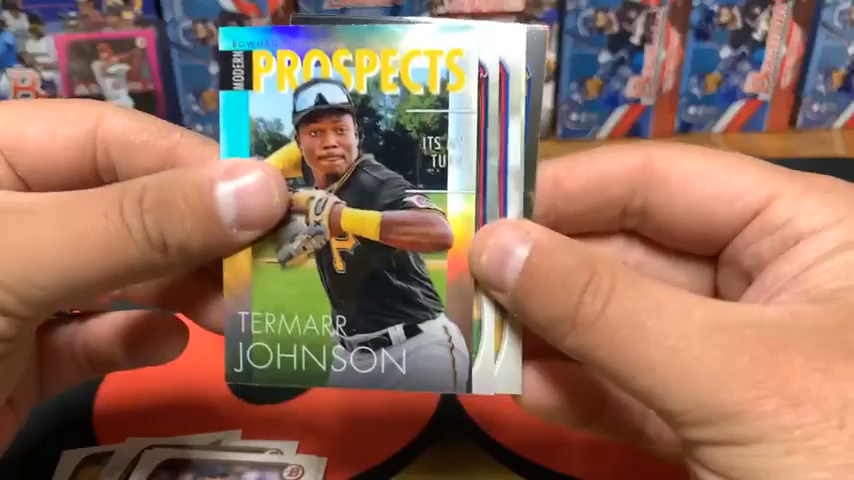 BOWMAN
MODERN
PROSPECTS
ITS MY
TURN
TERMARR
JOHNSON